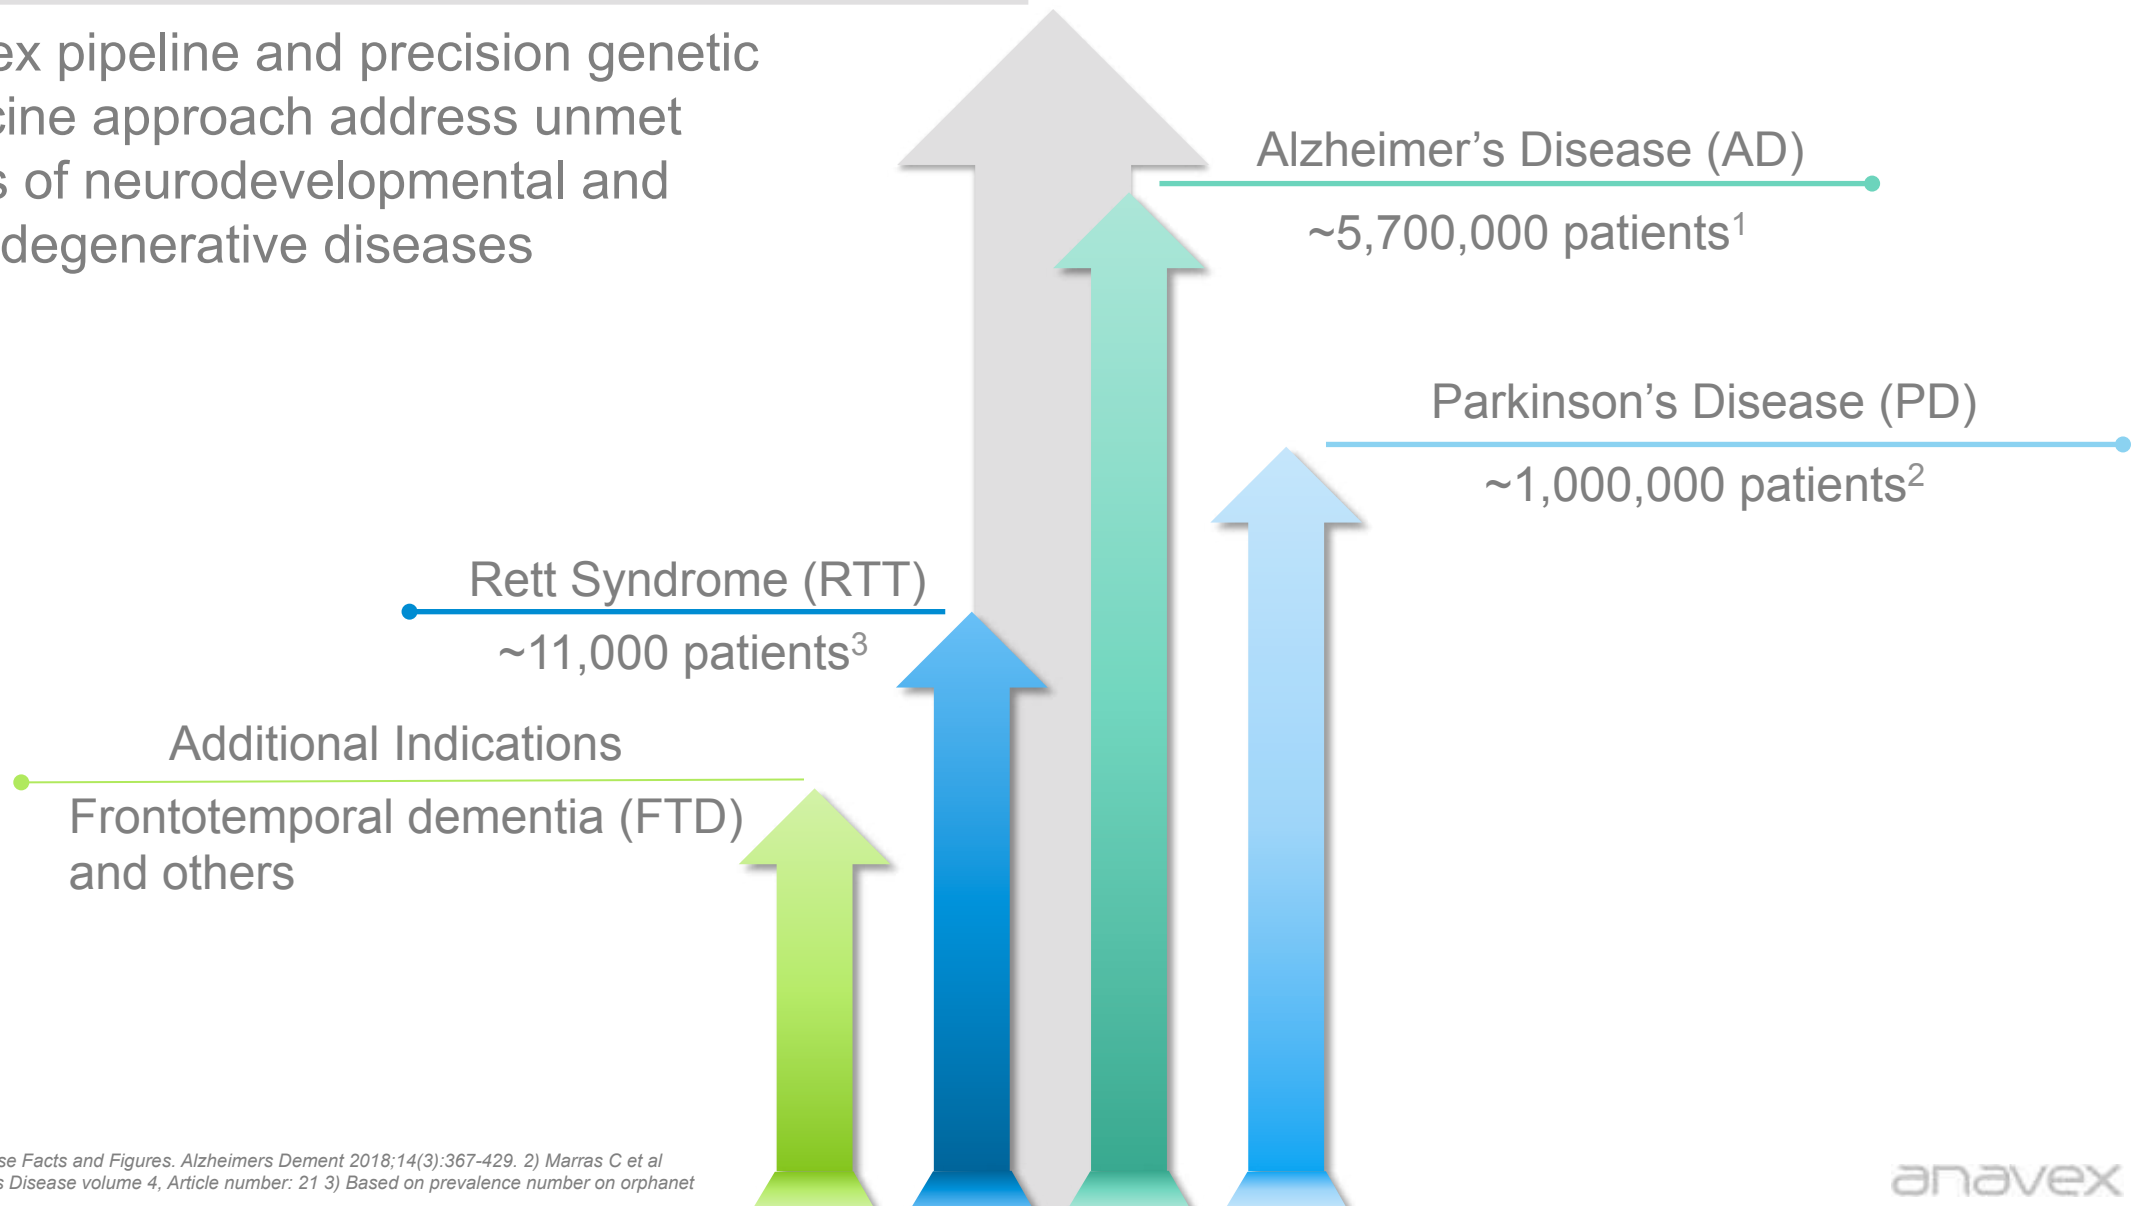 ex pipeline and precision genetic
cine approach address unmet
s of neurodevelopmental and
degenerative diseases
Alzheimer’s Disease (AD)
~5,700,000 patients¹
Parkinson’s Disease (PD)
~1,000,000 patients²
Rett Syndrome (RTT)
~11,000 patients³
Additional Indications
Frontotemporal dementia (FTD)
and others
se Facts and Figures. Alzheimers Dement 2018;14(3):367-429. 2) Marras C et al
s Disease volume 4, Article number: 21 3) Based on prevalence number on orphanet
anavex